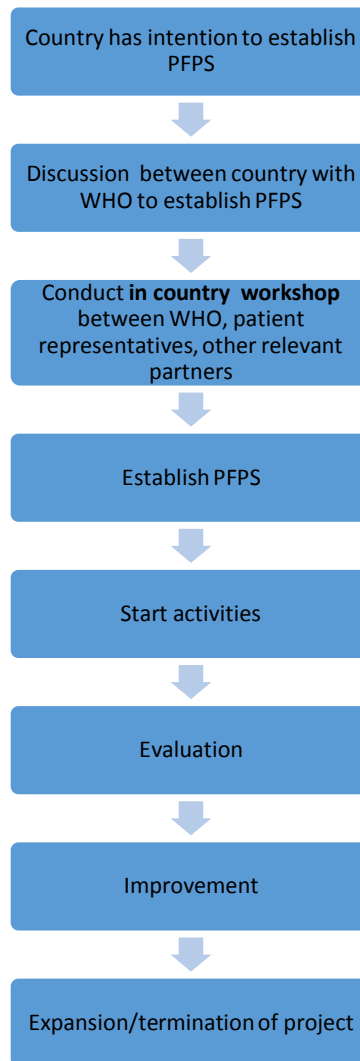 Country has intention to establish
PFPS
Discussion between country with
WHO to establish PFPS
Conduct in country workshop
between WHO, patient
representatives, other relevant
partners
Establish PFPS
Start activities
Evaluation
Improvement
Expansion/termination of project